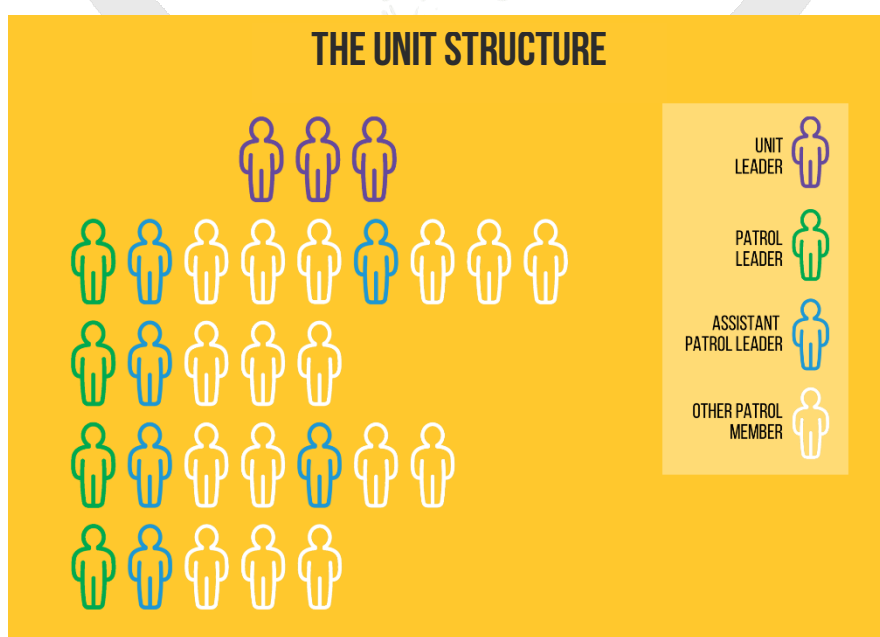 THE UNIT STRUCTURE
UNIT
LEADER
PATROL
LEADER
ASSISTANT
PATROL LEADER
OTHER PATROL
MEMBER